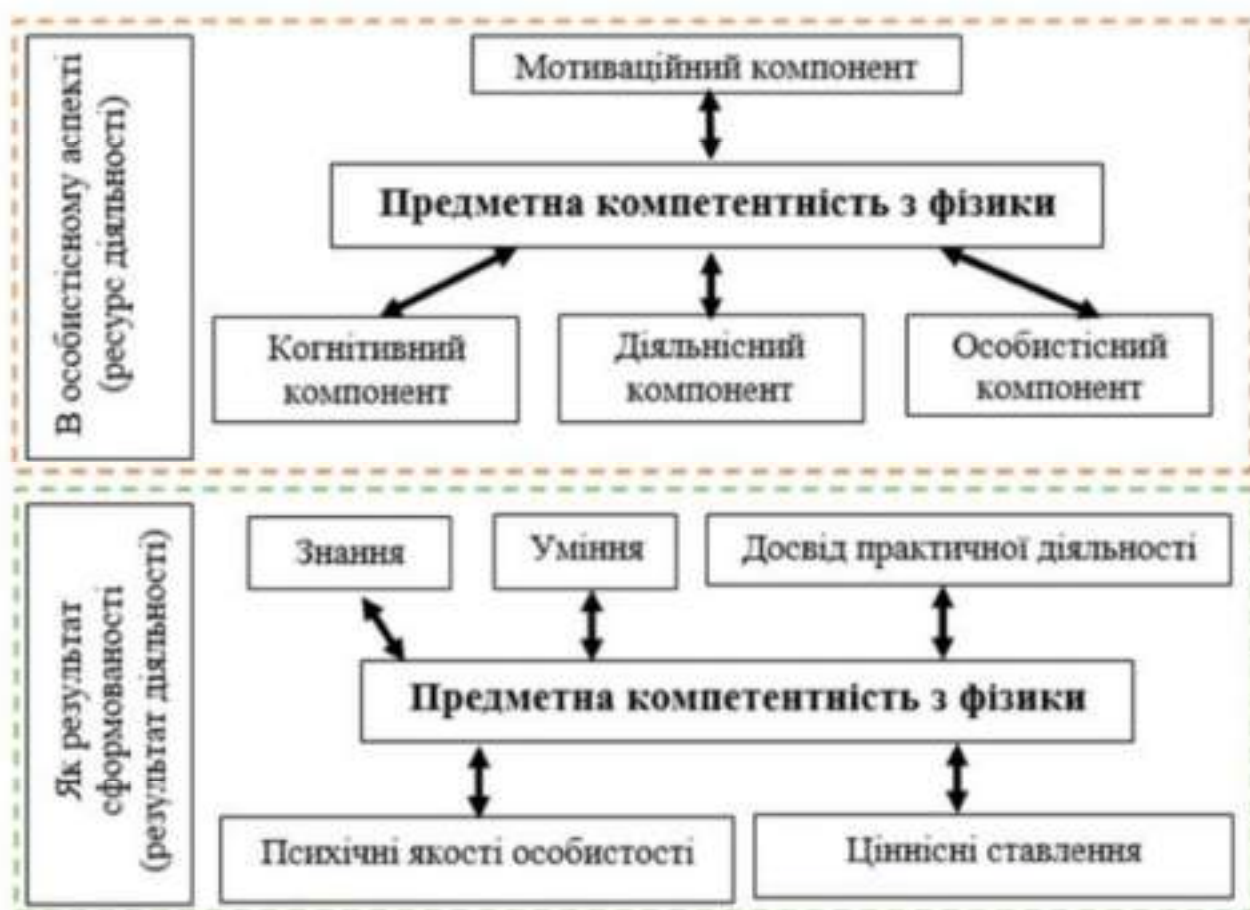 В особистісному аспекті
(ресурс діяльності)
Мотиваційний компонент
Предметна компетентність з фізики
Когнітивний
компонент
Діяльнісний
компонент
Особистісний
компонент
Як результат
сформованості
(результат діяльності)
Знання
Уміння
Досвід практичної діяльності
Предметна компетентність з фізики
Психічні якості особистості
Ціннісні ставлення